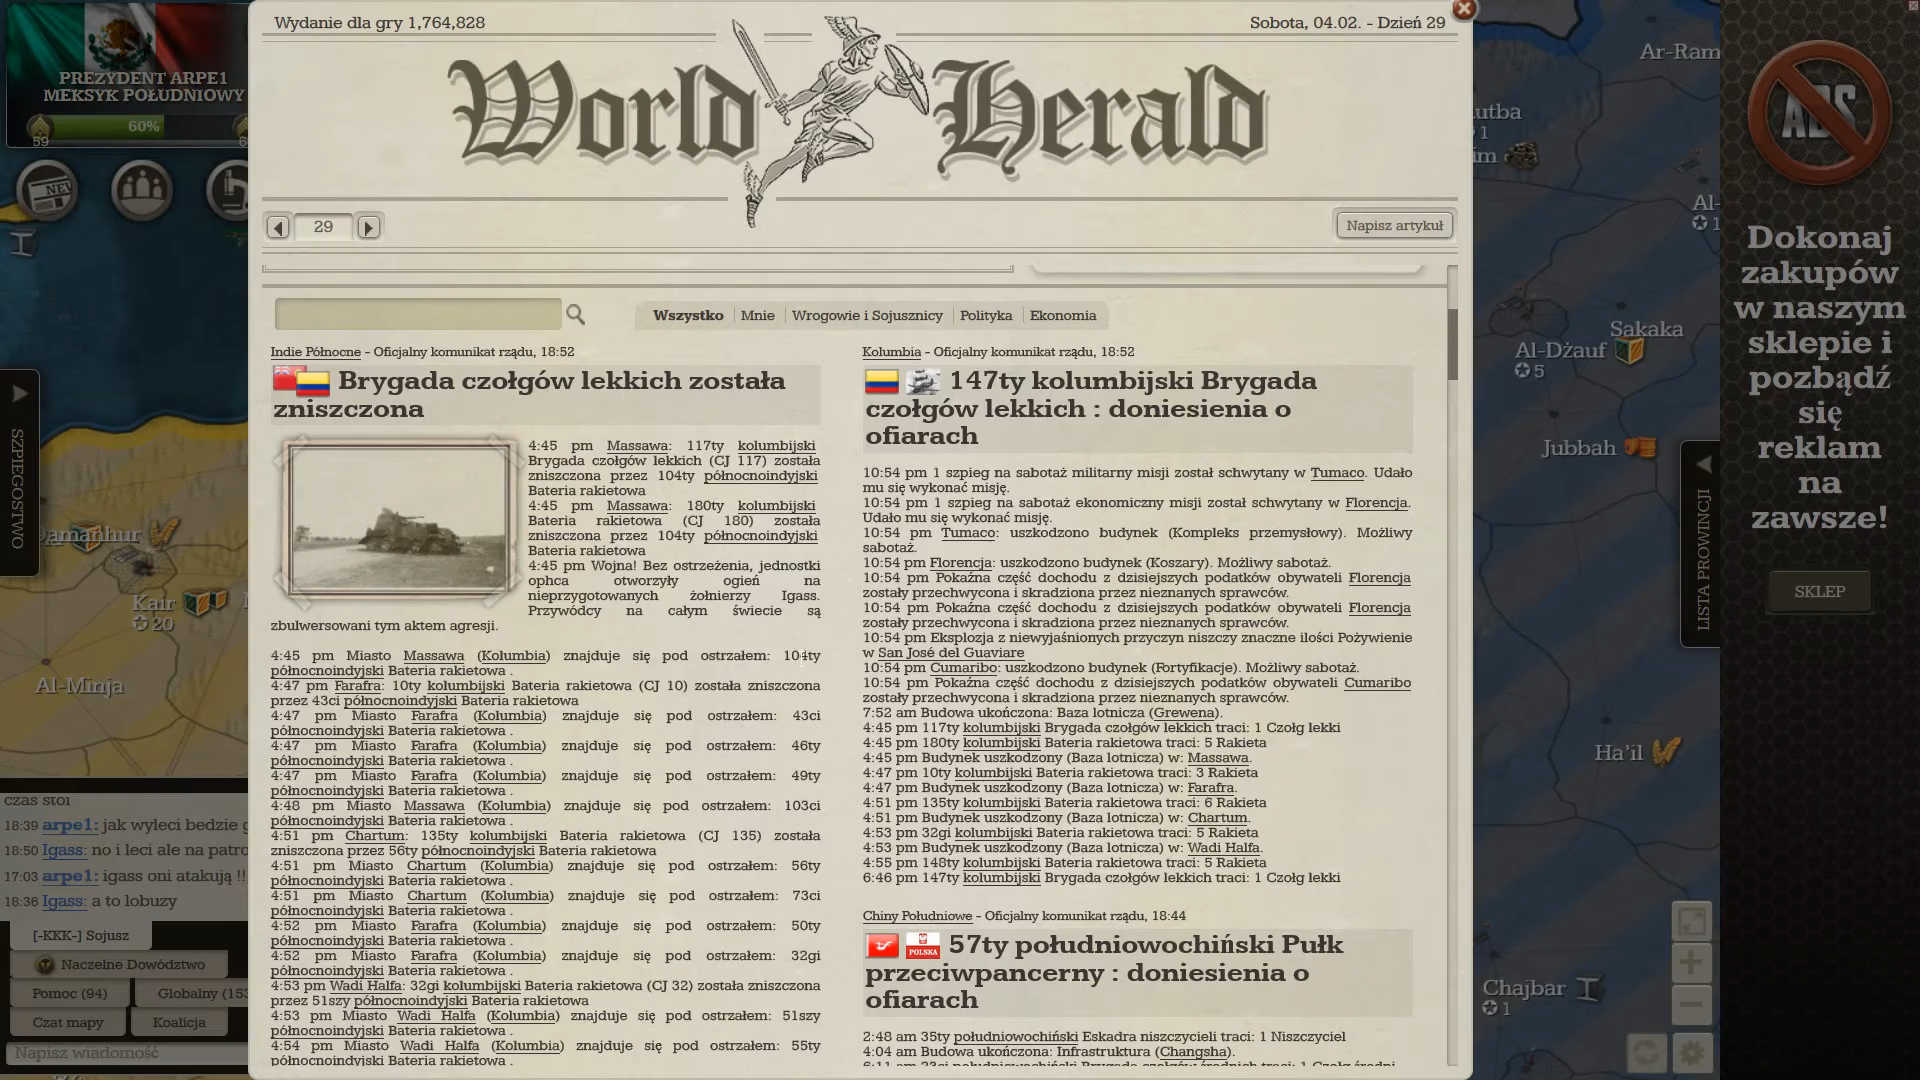 PREZYDENT ARPE1
MEKSYK POŁUDNIOWY
60%
59
NEW
Wydanie dla gry 1,764,828
Sobota, 04.02. - Dzień 29
World Herald
29
Napisz artykuł
Wszystko
Mnie
Wrogowie i Sojusznicy
Polityka
Ekonomia
Indie Północne - Oficjalny komunikat rządu, 18:52
Brygada czołgów lekkich została
zniszczona
4:45 pm Massawa: 117ty kolumbijski
Brygada czołgów lekkich (CJ 117) została
zniszczona przez 104ty północnoindyjski
Bateria rakietowa
4:45 pm Massawa: 180ty kolumbijski
Bateria rakietowa (CJ 180) została
zniszczona przez 104ty północnoindyjski
Bateria rakietowa
4:45 pm Wojna! Bez ostrzeżenia, jednostki
ophca otworzyły ogień na
nieprzygotowanych żołnierzy Igass.
Przywódcy na całym świecie są
zbulwersowani tym aktem agresji.
4:45 pm Miasto Massawa (Kolumbia) znajduje się pod ostrzałem: 104ty
północnoindyjski Bateria rakietowa .
4:47 pm Farafra: 10ty kolumbijski Bateria rakietowa (CJ 10) została zniszczona
przez 43ci północnoindyjski Bateria rakietowa
4:47 pm Miasto Farafra (Kolumbia) znajduje się pod ostrzałem: 43ci
północnoindyjski Bateria rakietowa .
4:47 pm Miasto Farafra (Kolumbia) znajduje się pod ostrzałem: 46ty
północnoindyjski Bateria rakietowa .
4:47 pm Miasto Farafra (Kolumbia) znajduje się pod ostrzałem: 49ty
północnoindyjski Bateria rakietowa .
4:48 pm Miasto Massawa (Kolumbia) znajduje się pod ostrzałem: 103ci
północnoindyjski Bateria rakietowa .
4:51 pm Chartum: 135ty kolumbijski Bateria rakietowa (CJ 135) została
zniszczona przez 56ty północnoindyjski Bateria rakietowa
4:51 pm Miasto Chartum (Kolumbia) znajduje się pod ostrzałem: 56ty
północnoindyjski Bateria rakietowa .
4:51 pm Miasto Chartum (Kolumbia) znajduje się pod ostrzałem: 73ci
północnoindyjski Bateria rakietowa .
4:52 pm Miasto Farafra (Kolumbia) znajduje się pod ostrzałem: 50ty
północnoindyjski Bateria rakietowa .
4:52 pm Miasto Farafra (Kolumbia) znajduje się pod ostrzałem: 32gi
północnoindyjski Bateria rakietowa .
4:53 pm Wadi Halfa: 32gi kolumbijski Bateria rakietowa (CJ 32) została zniszczona
przez 51szy północnoindyjski Bateria rakietowa
4:53 pm Miasto Wadi Halfa (Kolumbia) znajduje się pod ostrzałem: 51szy
północnoindyjski Bateria rakietowa .
4:54 pm Miasto Wadi Halfa (Kolumbia) znajduje się pod ostrzałem: 55ty
północnoindyjski Bateria rakietowa .
Kolumbia - Oficjalny komunikat rządu, 18:52
147ty kolumbijski Brygada
czołgów lekkich : doniesienia o
ofiarach
10:54 pm 1 szpieg na sabotaż militarny misji został schwytany w Tumaco. Udało
mu się wykonać misję.
10:54 pm 1 szpieg na sabotaż ekonomiczny misji został schwytany w Florencja.
Udało mu się wykonać misję.
10:54 pm Tumaco: uszkodzono budynek (Kompleks przemysłowy). Możliwy
sabotaż.
10:54 pm Florencja: uszkodzono budynek (Koszary). Możliwy sabotaż.
10:54 pm Pokaźna część dochodu z dzisiejszych podatków obywateli Florencja
zostały przechwycona i skradziona przez nieznanych sprawców.
10:54 pm Pokaźna część dochodu z dzisiejszych podatków obywateli Florencja
zostały przechwycona i skradziona przez nieznanych sprawców.
10:54 pm Eksplozja z niewyjaśnionych przyczyn niszczy znaczne ilości Pożywienie
w San José del Guaviare
10:54 pm Cumaribo: uszkodzono budynek (Fortyfikacje). Możliwy sabotaż.
10:54 pm Pokaźna część dochodu z dzisiejszych podatków obywateli Cumaribo
zostały przechwycona i skradziona przez nieznanych sprawców.
7:52 am Budowa ukończona: Baza lotnicza (Grewena).
4:45 pm 117ty kolumbijski Brygada czołgów lekkich traci: 1 Czołg lekki
4:45 pm 180ty kolumbijski Bateria rakietowa traci: 5 Rakieta
4:45 pm Budynek uszkodzony (Baza lotnicza) w: Massawa.
4:47 pm 10ty kolumbijski Bateria rakietowa traci: 3 Rakieta
4:47 pm Budynek uszkodzony (Baza lotnicza) w: Farafra.
4:51 pm 135ty kolumbijski Bateria rakietowa traci: 6 Rakieta
4:51 pm Budynek uszkodzony (Baza lotnicza) w: Chartum.
4:53 pm 32gi kolumbijski Bateria rakietowa traci: 5 Rakieta
4:53 pm Budynek uszkodzony (Baza lotnicza) w: Wadi Halfa.
4:55 pm 148ty kolumbijski Bateria rakietowa traci: 5 Rakieta
6:46 pm 147ty kolumbijski Brygada czołgów lekkich traci: 1 Czołg lekki
Chiny Południowe - Oficjalny komunikat rządu, 18:44
POLSKA
57ty południowochiński Pułk
przeciwpancerny : doniesienia o
ofiarach
2:48 am 35ty południowochiński Eskadra niszczycieli traci: 1 Niszczyciel
4:04 am Budowa ukończona: Infrastruktura (Changsha).
SZPIEGOSTWO
Damanhur
Kair
20
Al-Minja
czas stoi
18:39 arpe1: jak wyleci bedzie
18:50 Igass: no i leci ale na
17:03 arpe1: igass oni atakują !!
18:36 Igass: a to lobuzy
[-KKK-] Sojusz
Naczelne Dowództwo
Pomoc (94)
Globalny
Czat mapy
Koalicja
Napisz wiadomość
Ar-Ram
1
Al-
1
Sakaka
Al-Dżauf
5
Jubbah
LISTA PROWINCJI
Ha'il
Chajbar
1
ADS
Dokonaj
zakupów
w naszym
sklepie i
pozbądź
się
reklam
na
zawsze!
SKLEP